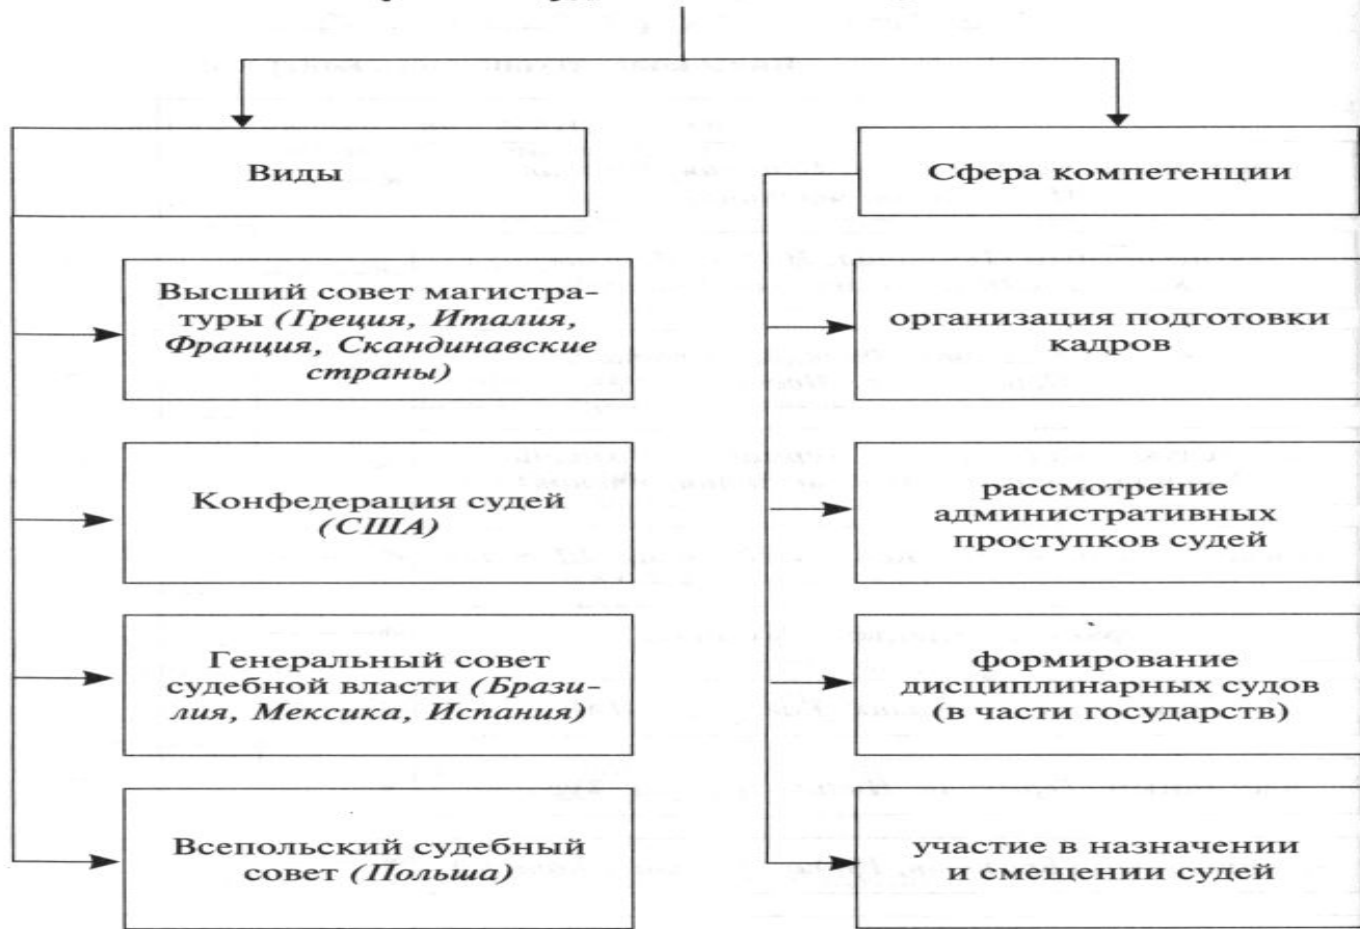 Виды
Высший совет магистра-
туры (Греция, Италия,
Франция, Скандинавские
страны)
Конфедерация судей
(США)
Генеральный совет
судебной власти (Брази-
лия, Мексика, Испания)
Всепольский судебный
совет (Польша)
Сфера компетенции
организация подготовки
кадров
рассмотрение
административных
проступков судей
формирование
дисциплинарных судов
(в части государств)
участие в назначении
и смещении судей